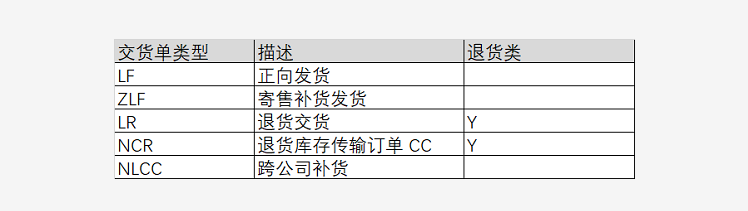 交货单类型 描述 退货类
LF 正向发货
ZLF 寄售补货发货
LR 退货交货 Y
NCR 退货库存传输订单 CC Y
NLCC 跨公司补货